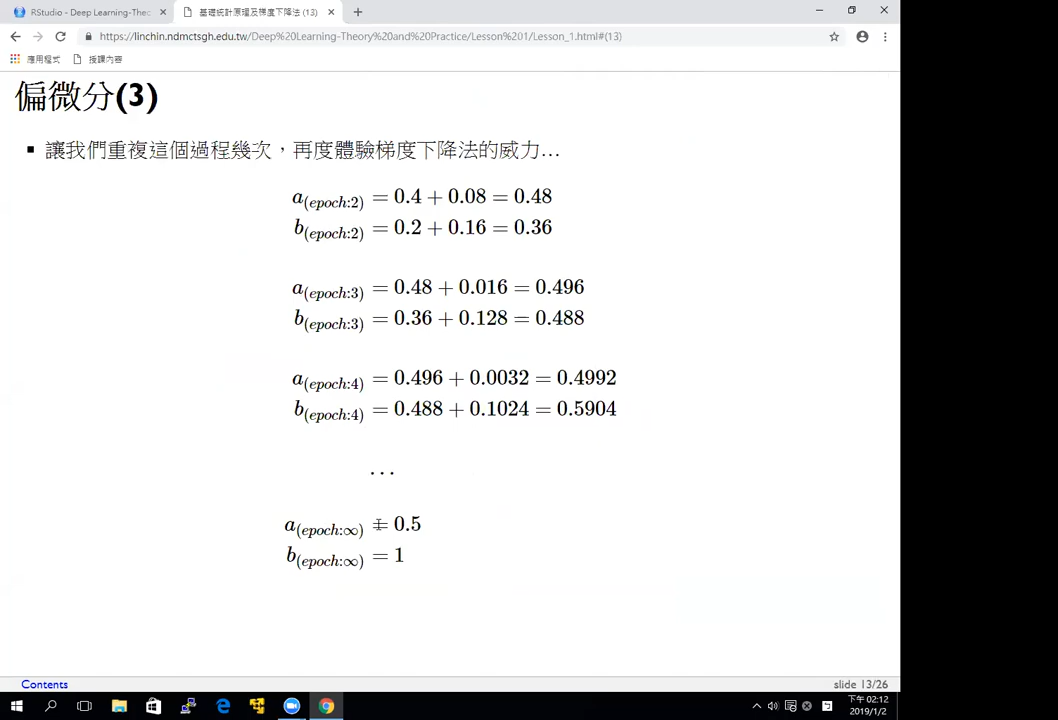 RStudio - Deep Learning-Theo
基礎統計原理及梯度下降法 (13)
https://linchin.ndmctsgh.edu.tw/Deep%20Learning-Theory%20and%20Practice/Lesson%201/Lesson_1.html#(13)
應用程式
授課內容
偏微分(3)
讓我們重複這個過程幾次，再度體驗梯度下降法的威力...
a(epoch:2) = 0.4 + 0.08 = 0.48
b(epoch:2) = 0.2 + 0.16 = 0.36
a(epoch:3) = 0.48 + 0.016 = 0.496
b(epoch:3) = 0.36 + 0.128 = 0.488
a(epoch:4) = 0.496 + 0.0032 = 0.4992
b(epoch:4) = 0.488 + 0.1024 = 0.5904
...
a(epoch:∞) = 0.5
b(epoch:∞) = 1
Contents
slide 13/26
下午 02:12
2019/1/2